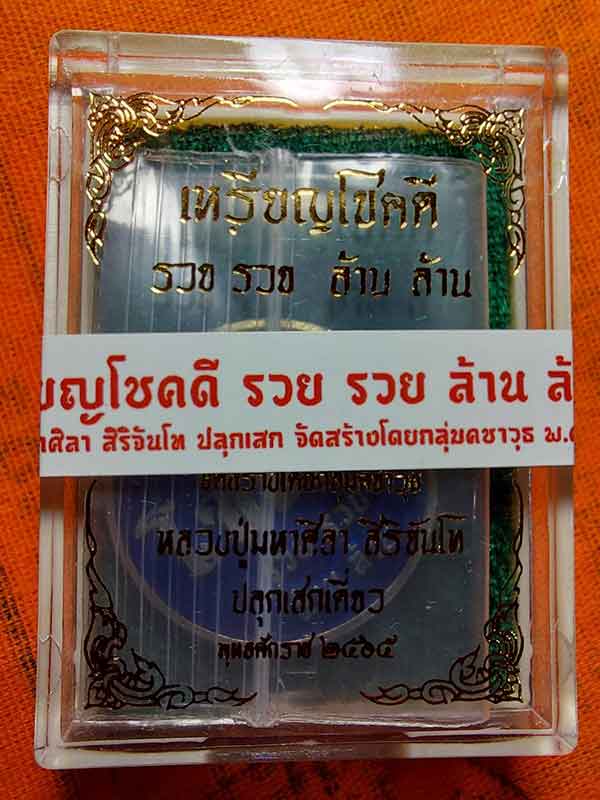 เหรียญโชคดี
รวย รวย ล้าน ล้าน
ยญโชคดี รวย รวย ล้าน ล้
าศิลา สิริจันโท ปลุกเสก จัดสร้างโดยกลุ่มคชาวุธ พ.ศ
หลวงปู่มหาศิลา สิริจันโท
ปลุกเสกเดี่ยว
พุทธศักราช ๒๕๖๕